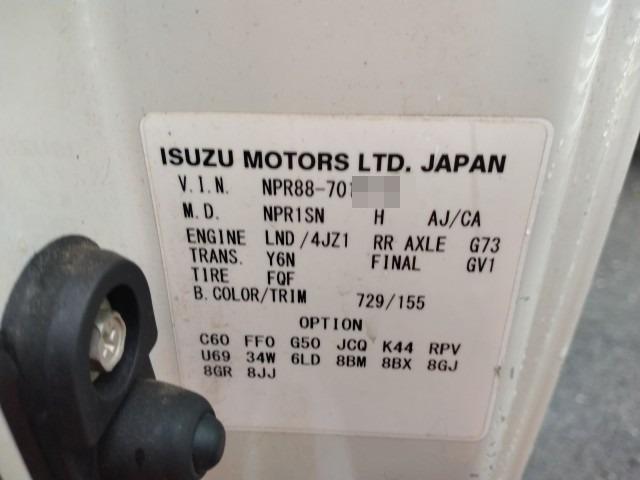 ISUZU MOTORS LTD. JAPAN
V.I.N. NPR88-701
M.D. NPR1SN H AJ/CA
ENGINE LND/4JZ1 RR AXLE G73
TRANS. Y6N FINAL GV1
TIRE FQF
B.COLOR/TRIM 729/155
OPTION
C60 FF0 G50 JCQ K44 RPV
U69 34W 6LD 8BM 8BX 8GJ
8GR 8JJ